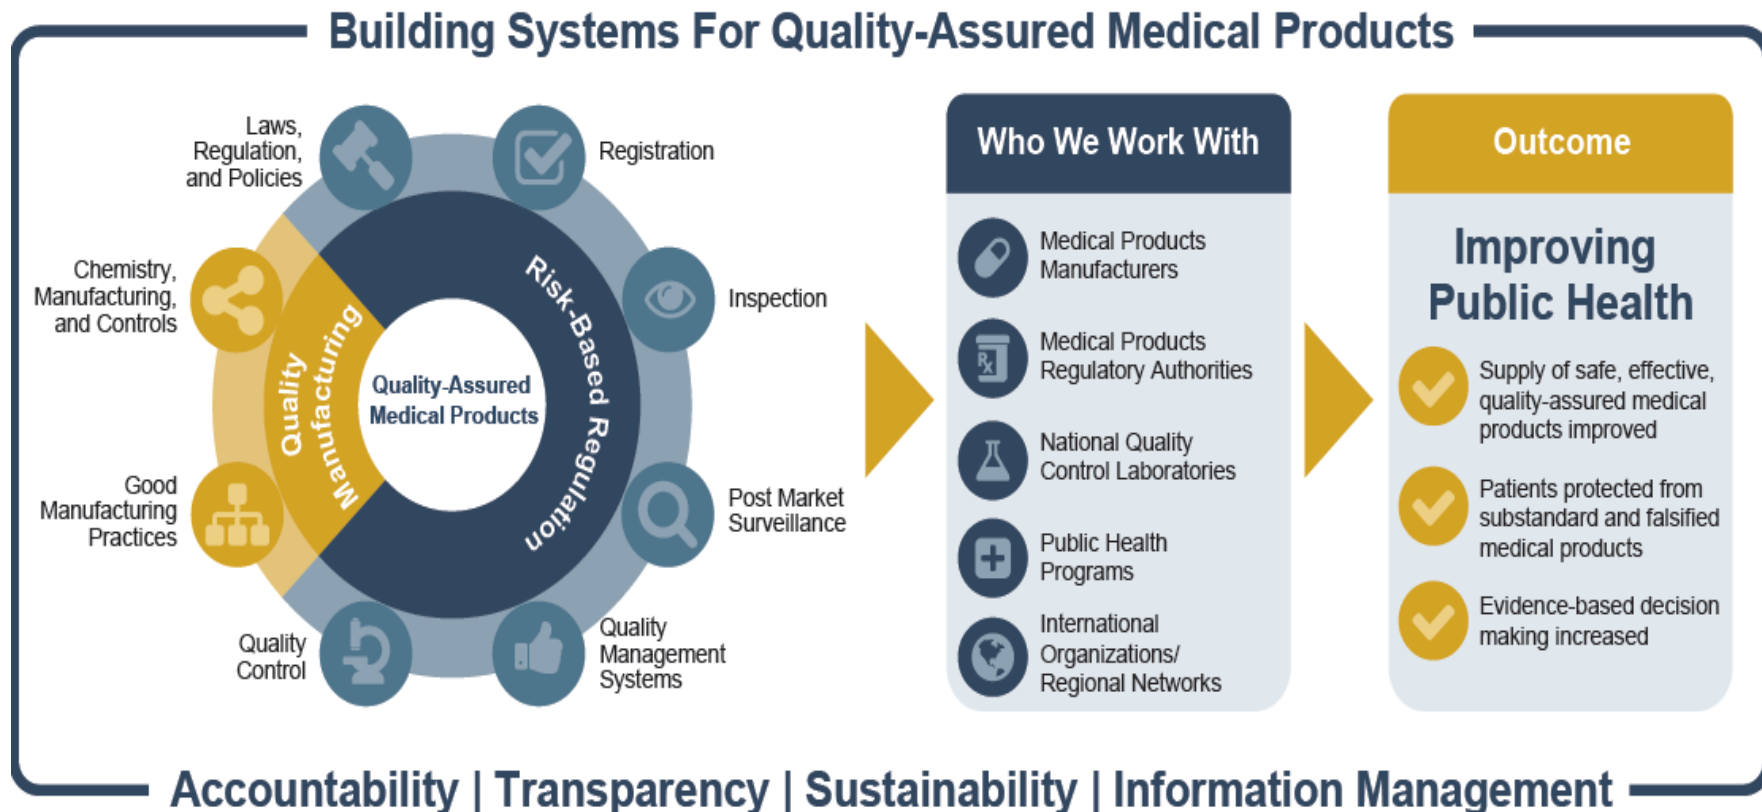 Building Systems For Quality-Assured Medical Products
Laws,
Regulation,
and Policies
Registration
Chemistry,
Manufacturing,
and Controls
Inspection
Good
Manufacturing
Practices
Post Market
Surveillance
Quality
Control
Quality
Management
Systems
Quality
Manufacturing
Risk-Based Regulation
Quality-Assured
Medical Products
Who We Work With
Medical Products
Manufacturers
Rx
Medical Products
Regulatory Authorities
National Quality
Control Laboratories
Public Health
Programs
International
Organizations/
Regional Networks
Outcome
Improving
Public Health
Supply of safe, effective,
quality-assured medical
products improved
Patients protected from
substandard and falsified
medical products
Evidence-based decision
making increased
Accountability | Transparency | Sustainability | Information Management